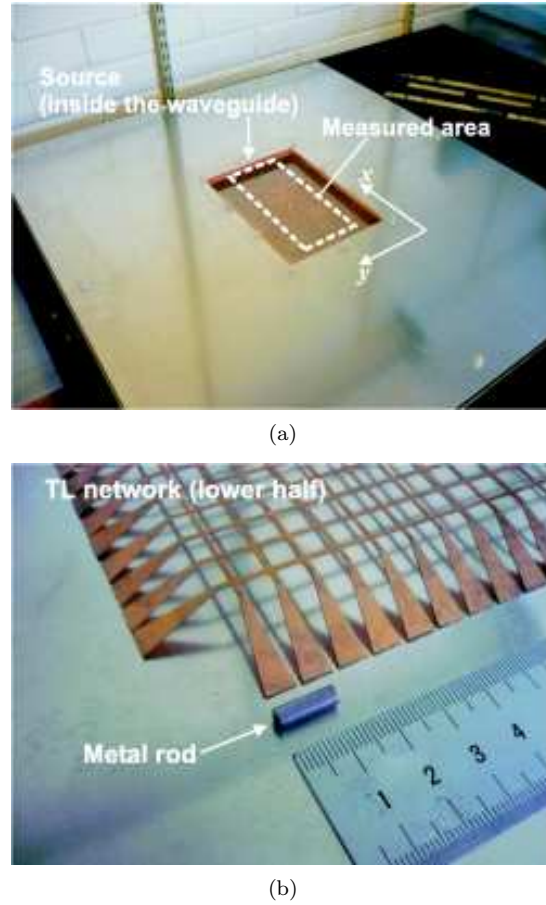 Source
(inside the waveguide)
Measured area
x
y
(a)
TL network (lower half)
Metal rod
1 2 3 4
(b)